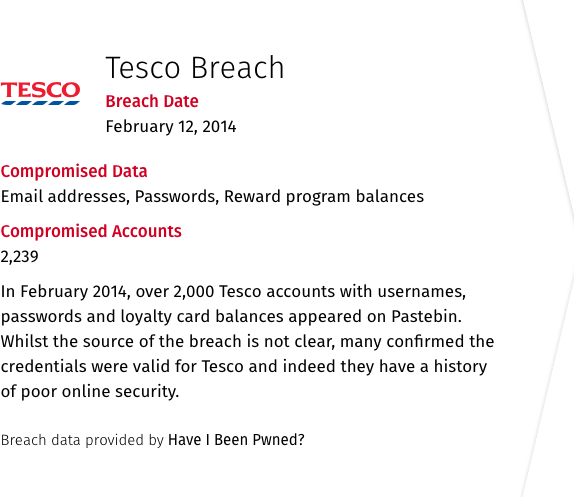 TESCO
Tesco Breach
Breach Date
February 12, 2014
Compromised Data
Email addresses, Passwords, Reward program balances
Compromised Accounts
2,239
In February 2014, over 2,000 Tesco accounts with usernames,
passwords and loyalty card balances appeared on Pastebin.
Whilst the source of the breach is not clear, many confirmed the
credentials were valid for Tesco and indeed they have a history
of poor online security.
Breach data provided by Have I Been Pwned?